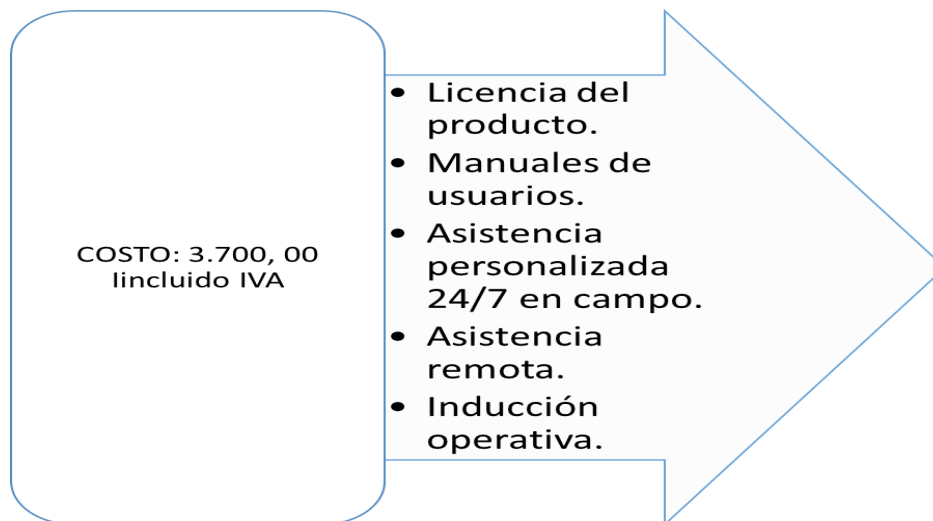 COSTO: 3.700, 00
Iincluido IVA
• Licencia del
producto.
• Manuales de
usuarios.
• Asistencia
personalizada
24/7 en campo.
• Asistencia
remota.
• Inducción
operativa.